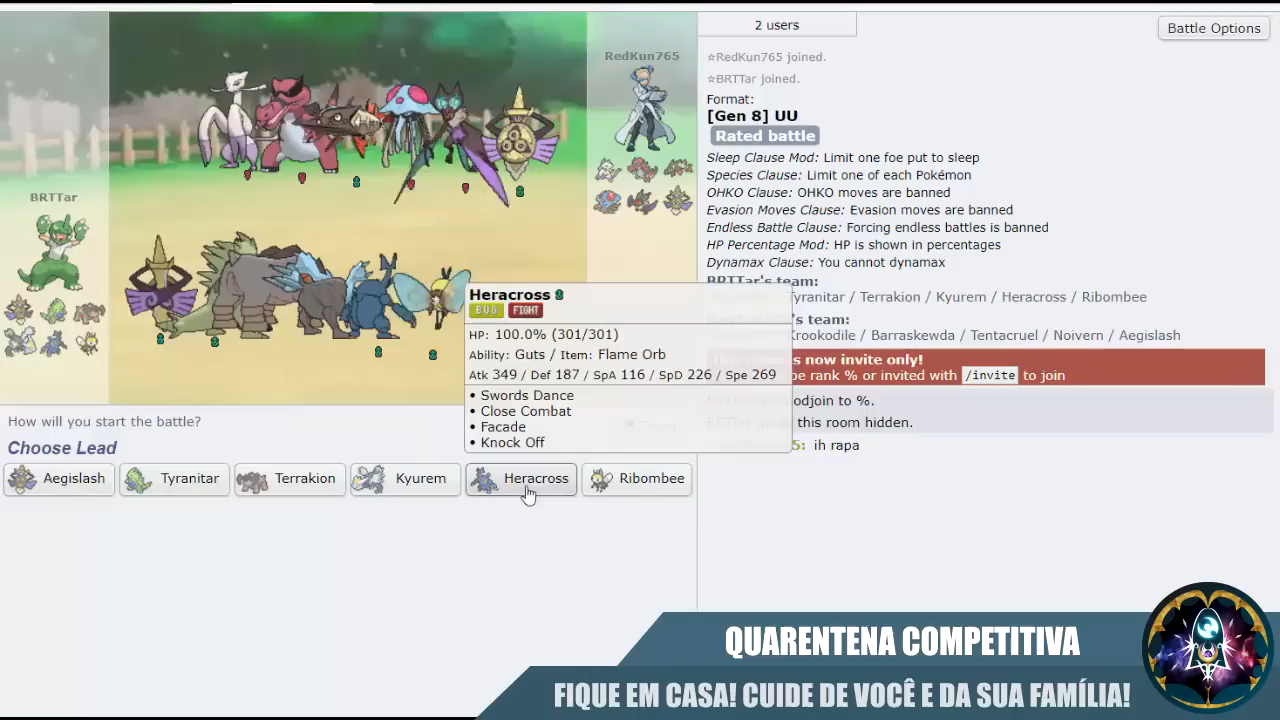 2 users
Battle Options
RedKun765
BRTTar
☆RedKun765 joined.
☆BRTTar joined.
Format:
[Gen 8] UU
Rated battle
Sleep Clause Mod: Limit one foe put to sleep
Species Clause: Limit one of each Pokémon
OHKO Clause: OHKO moves are banned
Evasion Moves Clause: Evasion moves are banned
Endless Battle Clause: Forcing endless battles is banned
HP Percentage Mod: HP is shown in percentages
Dynamax Clause: You cannot dynamax
BRTTar's team:
Tyranitar / Terrakion / Kyurem / Heracross / Ribombee
's team:
Krookodile / Barraskewda / Tentacruel / Noivern / Aegislash
now invite only!
be rank % or invited with /invite to join
odjoin to %.
this room hidden.
5: ih rapa
Heracross
BUG FIGHT
HP: 100.0% (301/301)
Ability: Guts / Item: Flame Orb
Atk 349 / Def 187 / SpA 116 / SpD 226 / Spe 269
• Swords Dance
• Close Combat
• Facade
• Knock Off
How will you start the battle?
Choose Lead
Aegislash Tyranitar Terrakion Kyurem Heracross Ribombee
QUARENTENA COMPETITIVA
FIQUE EM CASA! CUIDE DE VOCÊ E DA SUA FAMÍLIA!